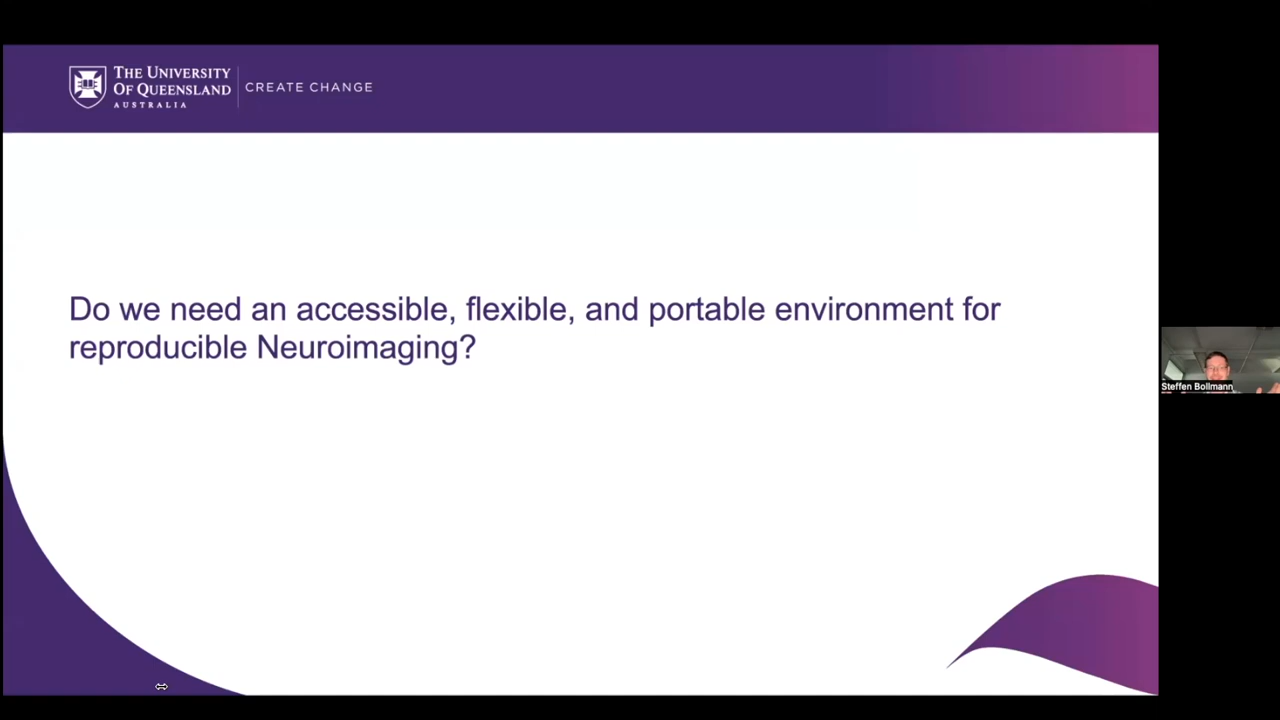 THE UNIVERSITY
OF QUEENSLAND
AUSTRALIA
CREATE CHANGE
Do we need an accessible, flexible, and portable environment for
reproducible Neuroimaging?
Steffen Bollmann